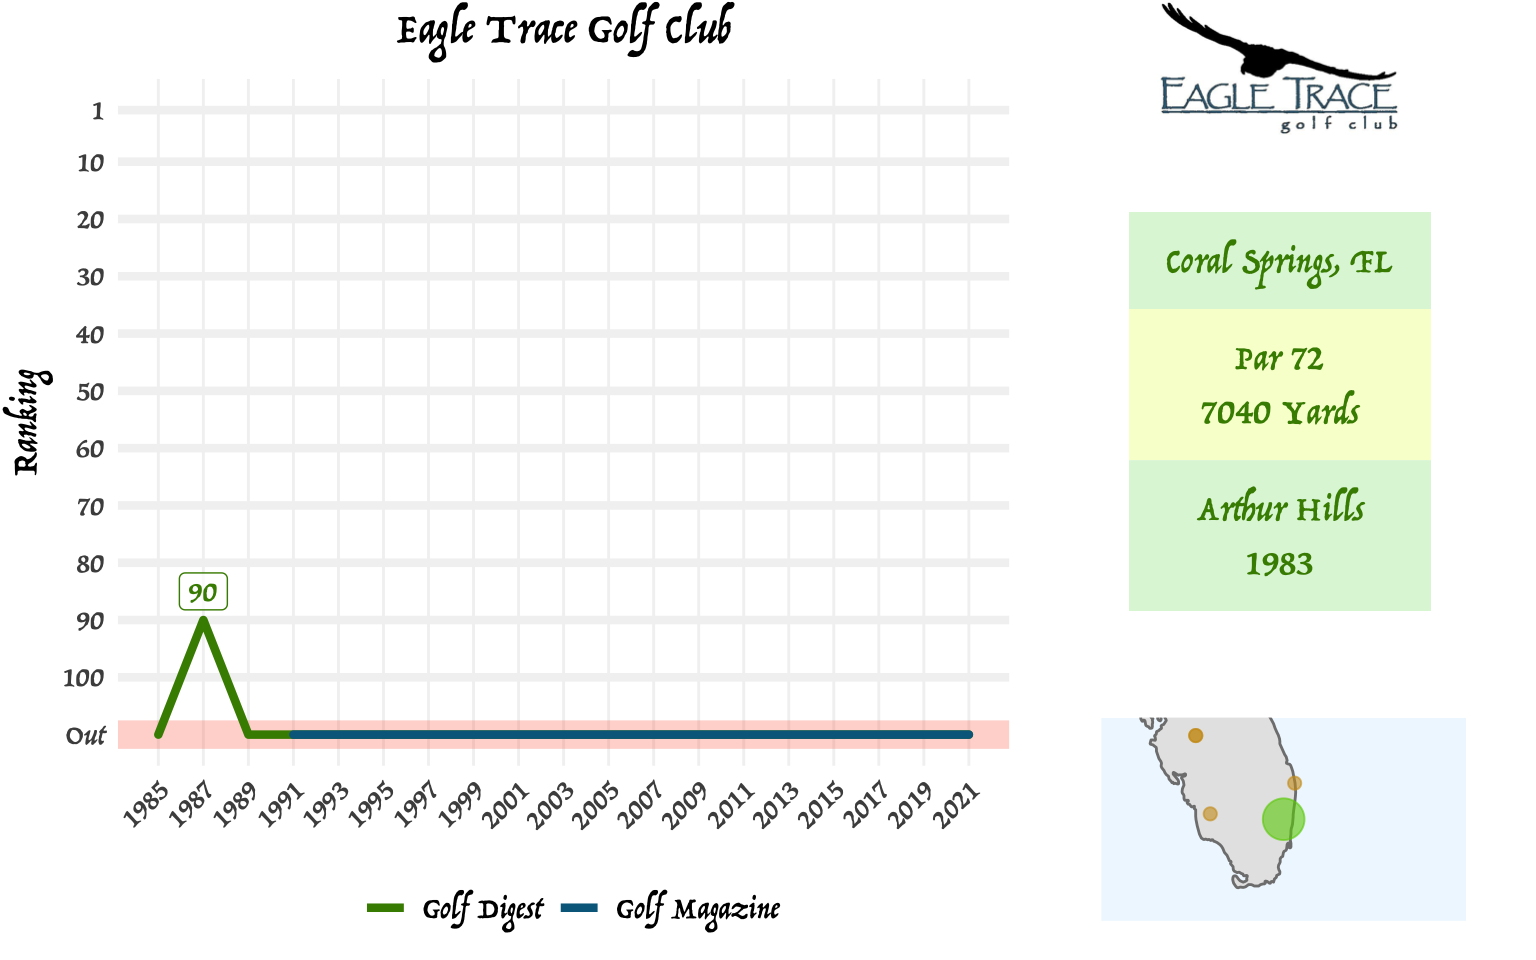 Eagle Trace Golf Club
Ranking
1
10
20
30
40
50
60
70
80
90
100
Out
90
1985
1987
1989
1991
1993
1995
1997
1999
2001
2003
2005
2007
2009
2011
2013
2015
2017
2019
2021
Golf Digest
Golf Magazine
EAGLE TRACE
golf club
Coral Springs, FL
Par 72
7040 Yards
Arthur Hills
1983